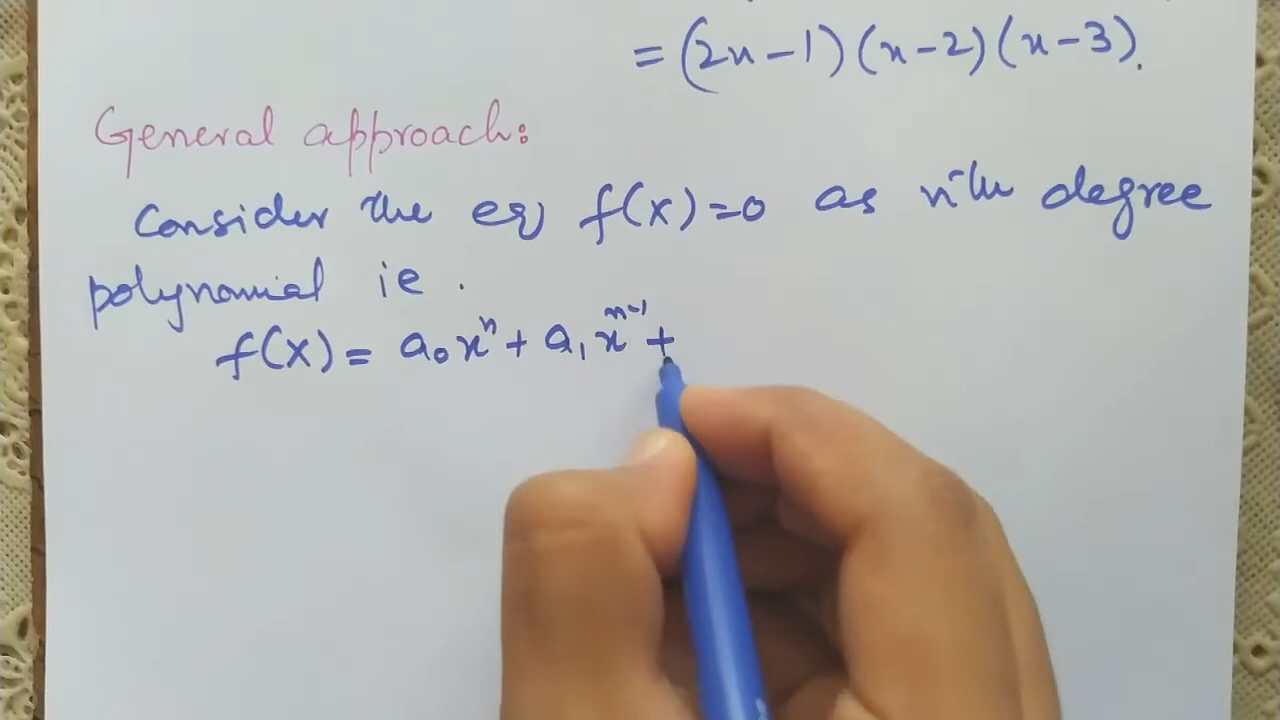 = (2x-1)(x-2)(x-3).
General approach:
Consider the eq f(x)=0 as nth degree
polynomial ie.
f(x) = a₀xⁿ + a₁xⁿ⁻¹ +